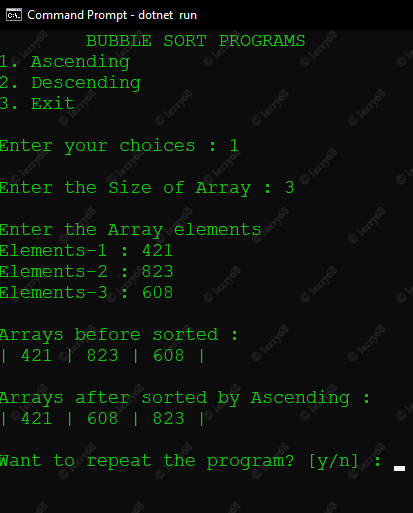 Command Prompt - dotnet run
BUBBLE SORT PROGRAMS
1. Ascending
2. Descending
3. Exit
Enter your choices : 1
Enter the Size of Array : 3
Enter the Array elements
Elements-1 : 421
Elements-2 : 823
Elements-3 : 608
Arrays before sorted :
| 421 | 823 | 608 |
Arrays after sorted by Ascending :
| 421 | 608 | 823 |
Want to repeat the program? [y/n] :